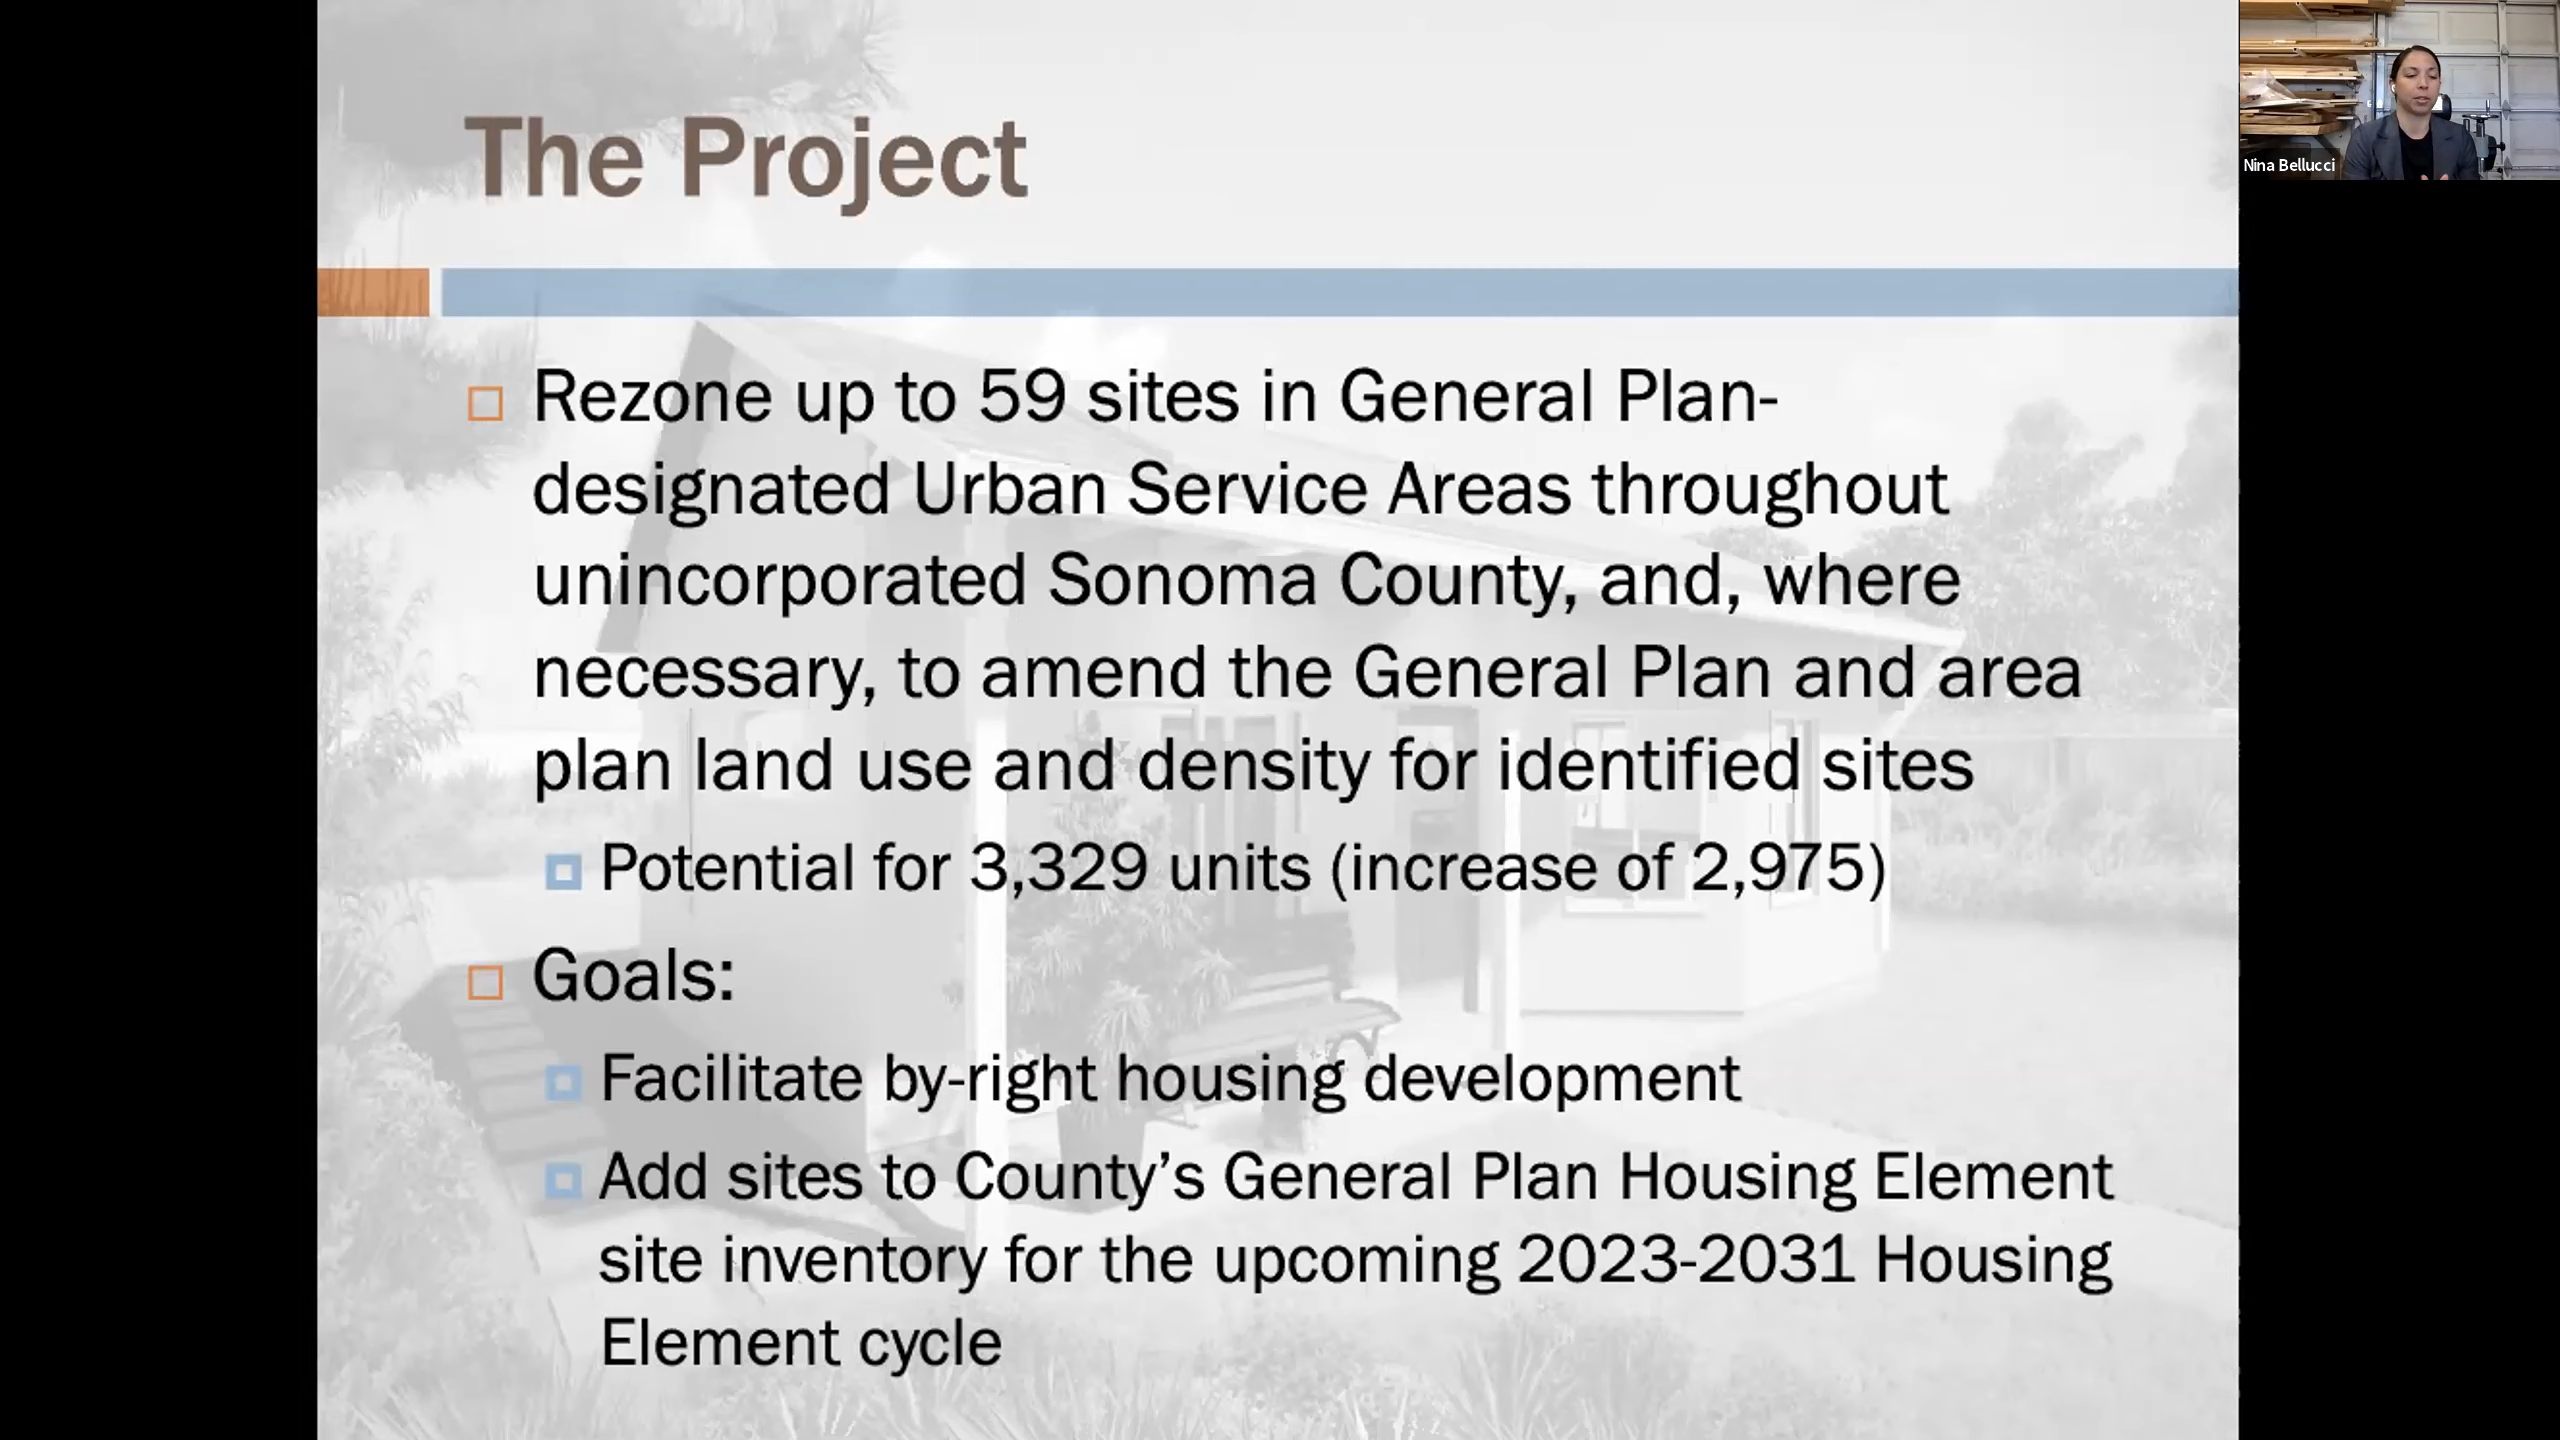 The Project
Rezone up to 59 sites in General Plan-
designated Urban Service Areas throughout
unincorporated Sonoma County, and, where
necessary, to amend the General Plan and area
plan land use and density for identified sites
Potential for 3,329 units (increase of 2,975)
Goals:
Facilitate by-right housing development
Add sites to County’s General Plan Housing Element
site inventory for the upcoming 2023-2031 Housing
Element cycle
Nina Bellucci